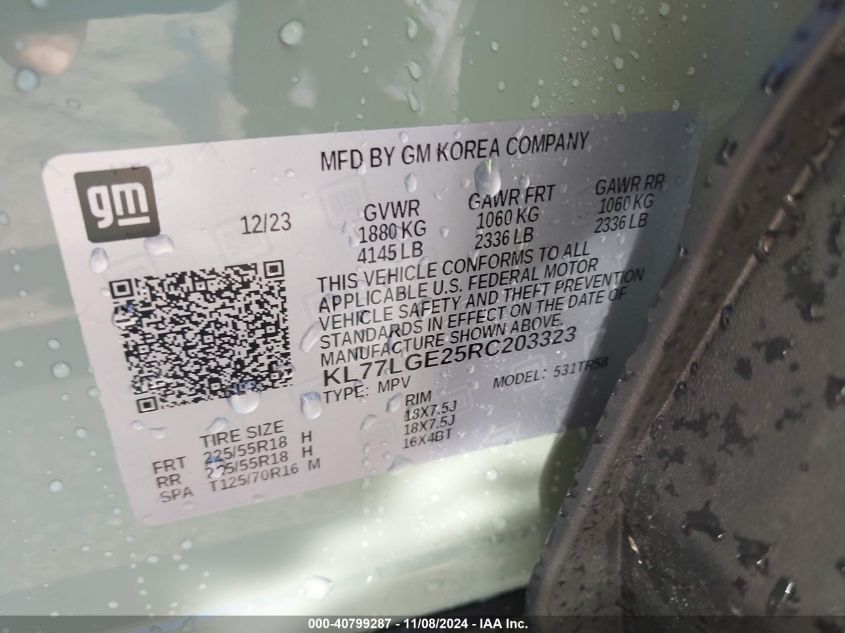 MFD BY GM KOREA COMPANY
gm
12/23
GVWR GAWR FRT GAWR RR
1880 KG 1060 KG 1060 KG
4145 LB 2336 LB 2336 LB
THIS VEHICLE CONFORMS TO ALL
APPLICABLE U.S. FEDERAL MOTOR
VEHICLE SAFETY AND THEFT PREVENTION
STANDARDS IN EFFECT ON THE DATE OF
MANUFACTURE SHOWN ABOVE.
KL77LGE25RC203323
TYPE: MPV MODEL: 531TR58
TIRE SIZE RIM
FRT 225/55R18 H 18X7.5J
RR 225/55R18 H 18X7.5J
SPA T125/70R16 M 16X4BT
000-40799287 - 11/08/2024 - IAA Inc.